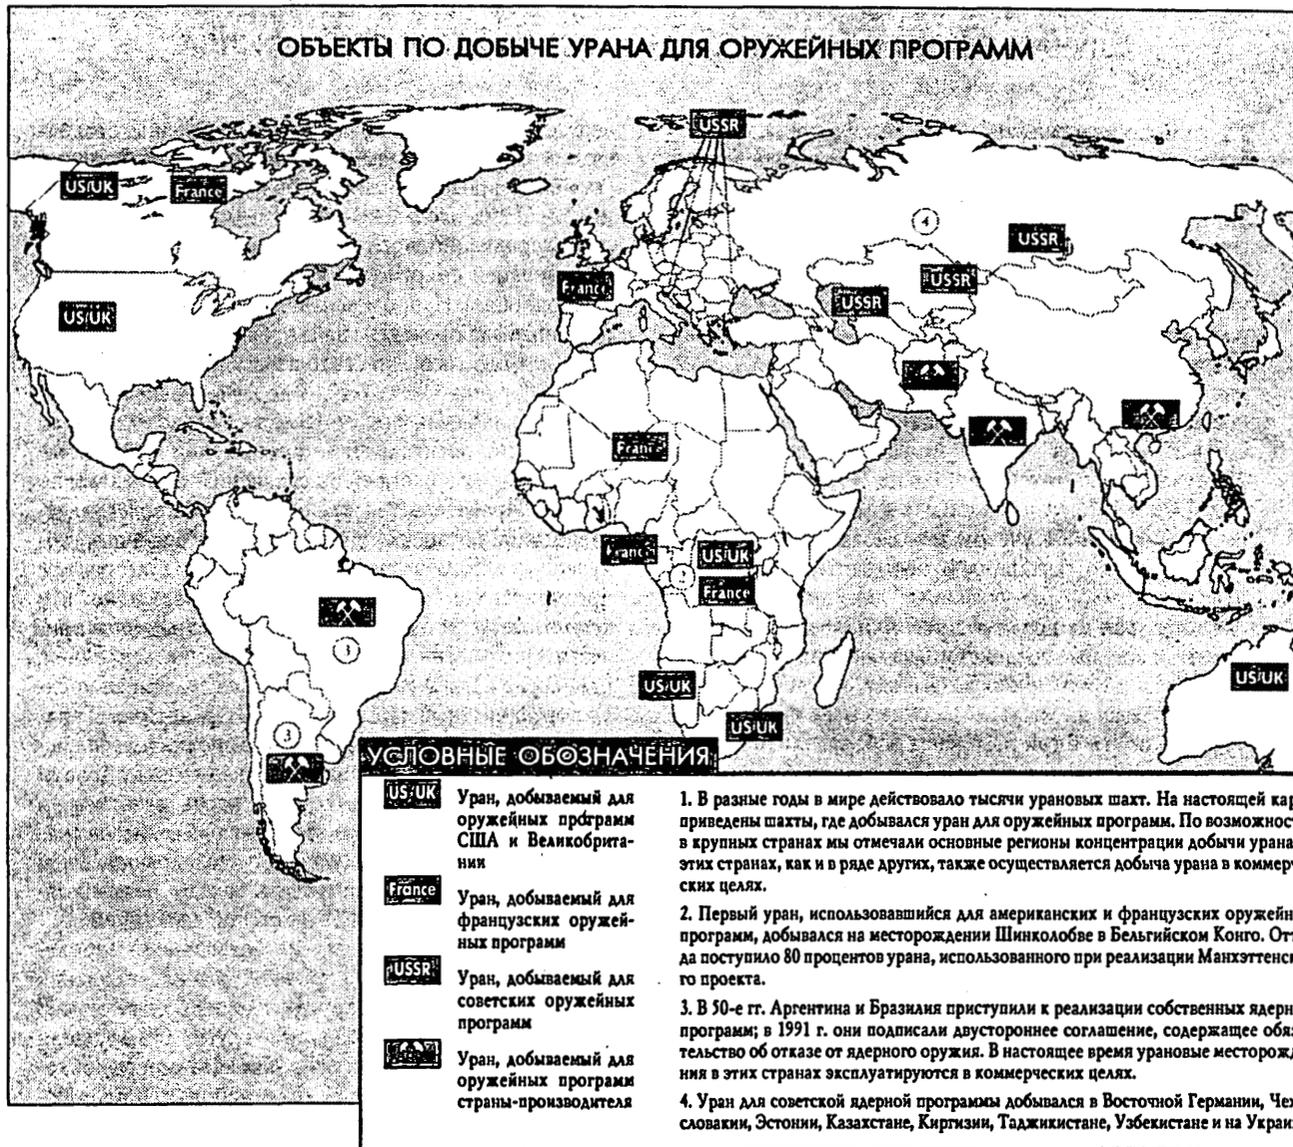 ОБЪЕКТЫ ПО ДОБЫЧЕ УРАНА ДЛЯ ОРУЖЕЙНЫХ ПРОГРАММ
USSR
US/UK
France
4
USSR
USSR
France
USSR
US/UK
France
France
US/UK
2
France
3
US/UK
US/UK
3
US/UK
УСЛОВНЫЕ ОБОЗНАЧЕНИЯ
US/UK
Уран, добываемый для
оружейных программ
США и Великобрита-
нии
France
Уран, добываемый для
французских оружей-
ных программ
USSR
Уран, добываемый для
советских оружейных
программ
Уран, добываемый для
оружейных программ
страны-производителя
1. В разные годы в мире действовало тысячи урановых шахт. На настоящей кар
приведены шахты, где добывался уран для оружейных программ. По возможнос
в крупных странах мы отмечали основные регионы концентрации добычи урана
этих странах, как и в ряде других, также осуществляется добыча урана в коммерч
ских целях.
2. Первый уран, использовавшийся для американских и французских оружейн
программ, добывался на месторождении Шинколобве в Бельгийском Конго. Отт
да поступило 80 процентов урана, использованного при реализации Манхэттенск
го проекта.
3. В 50-е гг. Аргентина и Бразилия приступили к реализации собственных ядерн
программ; в 1991 г. они подписали двустороннее соглашение, содержащее обяз
тельство об отказе от ядерного оружия. В настоящее время урановые месторожд
ния в этих странах эксплуатируются в коммерческих целях.
4. Уран для советской ядерной программы добывался в Восточной Германии, Чех
словакии, Эстонии, Казахстане, Киргизии, Таджикистане, Узбекистане и на Украи